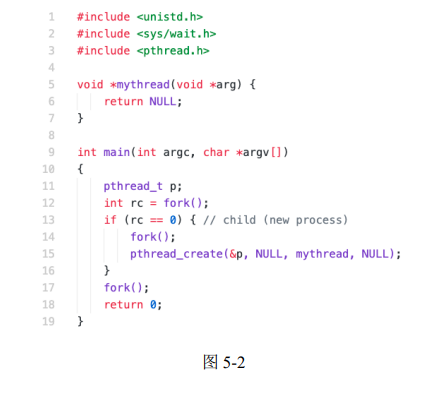 1 #include <unistd.h>
2 #include <sys/wait.h>
3 #include <pthread.h>
4
5 void *mythread(void *arg) {
6     return NULL;
7 }
8
9 int main(int argc, char *argv[])
10 {
11     pthread_t p;
12     int rc = fork();
13     if (rc == 0) { // child (new process)
14         fork();
15         pthread_create(&p, NULL, mythread, NULL);
16     }
17     fork();
18     return 0;
19 }
图 5-2